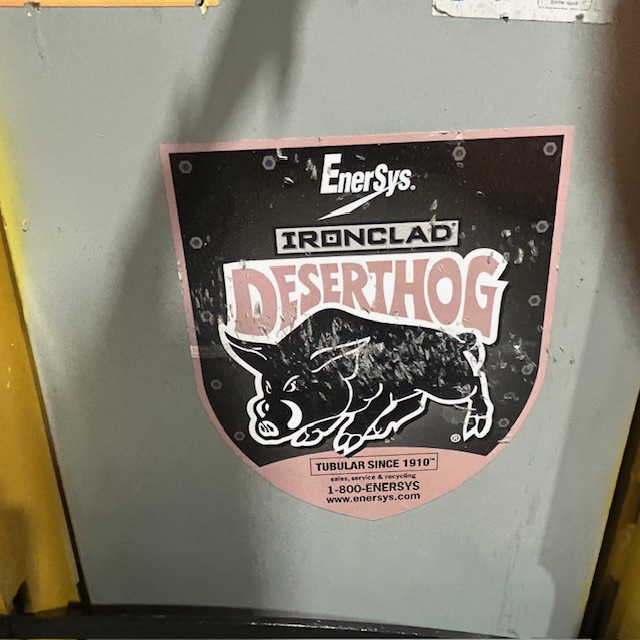 EnerSys®
IRONCLAD®
DESERTHOG
®
TUBULAR SINCE 1910™
sales, service & recycling
1-800-ENERSYS
www.enersys.com